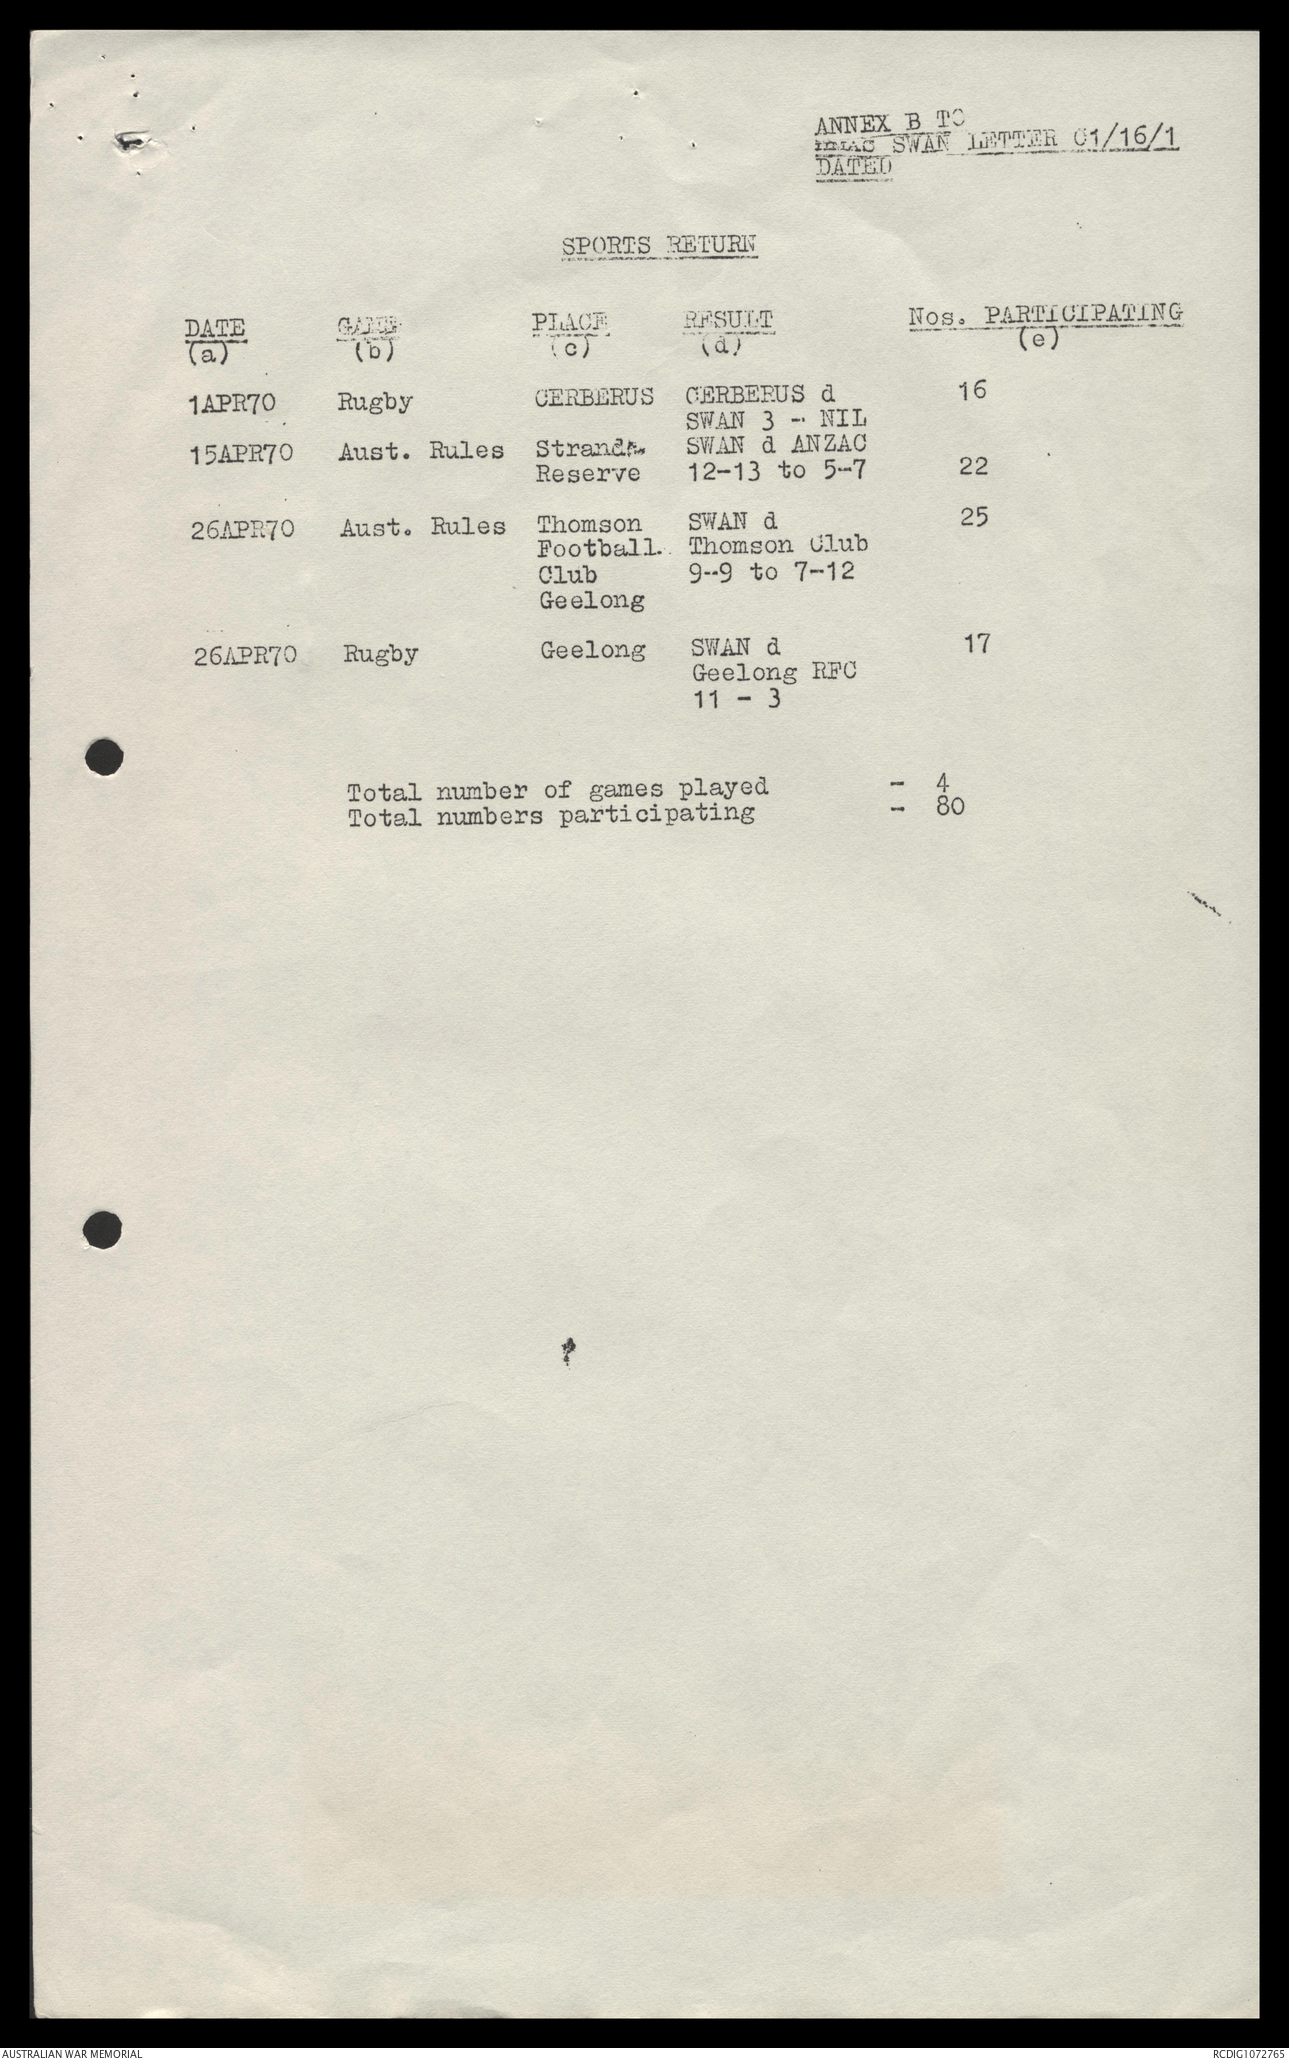 ANNEX B TO
HMAS SWAN LETTER 01/16/1
DATED
SPORTS RETURN
DATE GAME PLACE RESULT Nos. PARTICIPATING
(a) (b) (c) (d) (e)
1APR70 Rugby CERBERUS CERBERUS d 16
SWAN 3 - NIL
15APR70 Aust. Rules SWAN d ANZAC
Reserve 12-13 to 5-7 22
26APR70 Aust. Rules Thomson SWAN d 25
Football Thomson Club
Club 9-9 to 7-12
Geelong
26APR70 Rugby Geelong SWAN d 17
Geelong RFC
11 - 3
Total number of games played - 4
Total numbers participating - 80
AUSTRALIAN WAR MEMORIAL RCDIG1072765